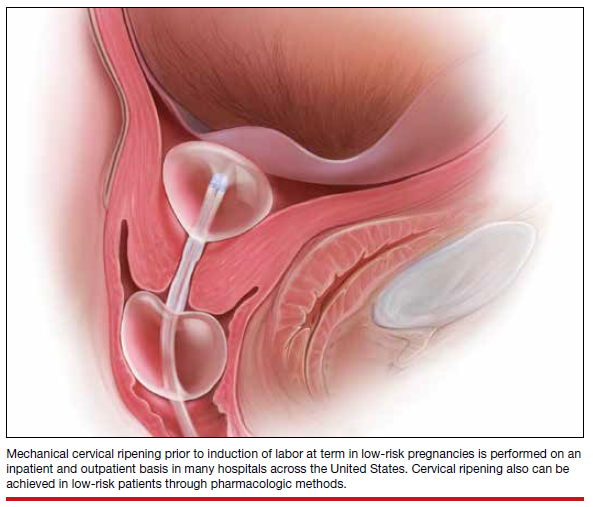 Mechanical cervical ripening prior to induction of labor at term in low-risk pregnancies is performed on an
inpatient and outpatient basis in many hospitals across the United States. Cervical ripening also can be
achieved in low-risk patients through pharmacologic methods.